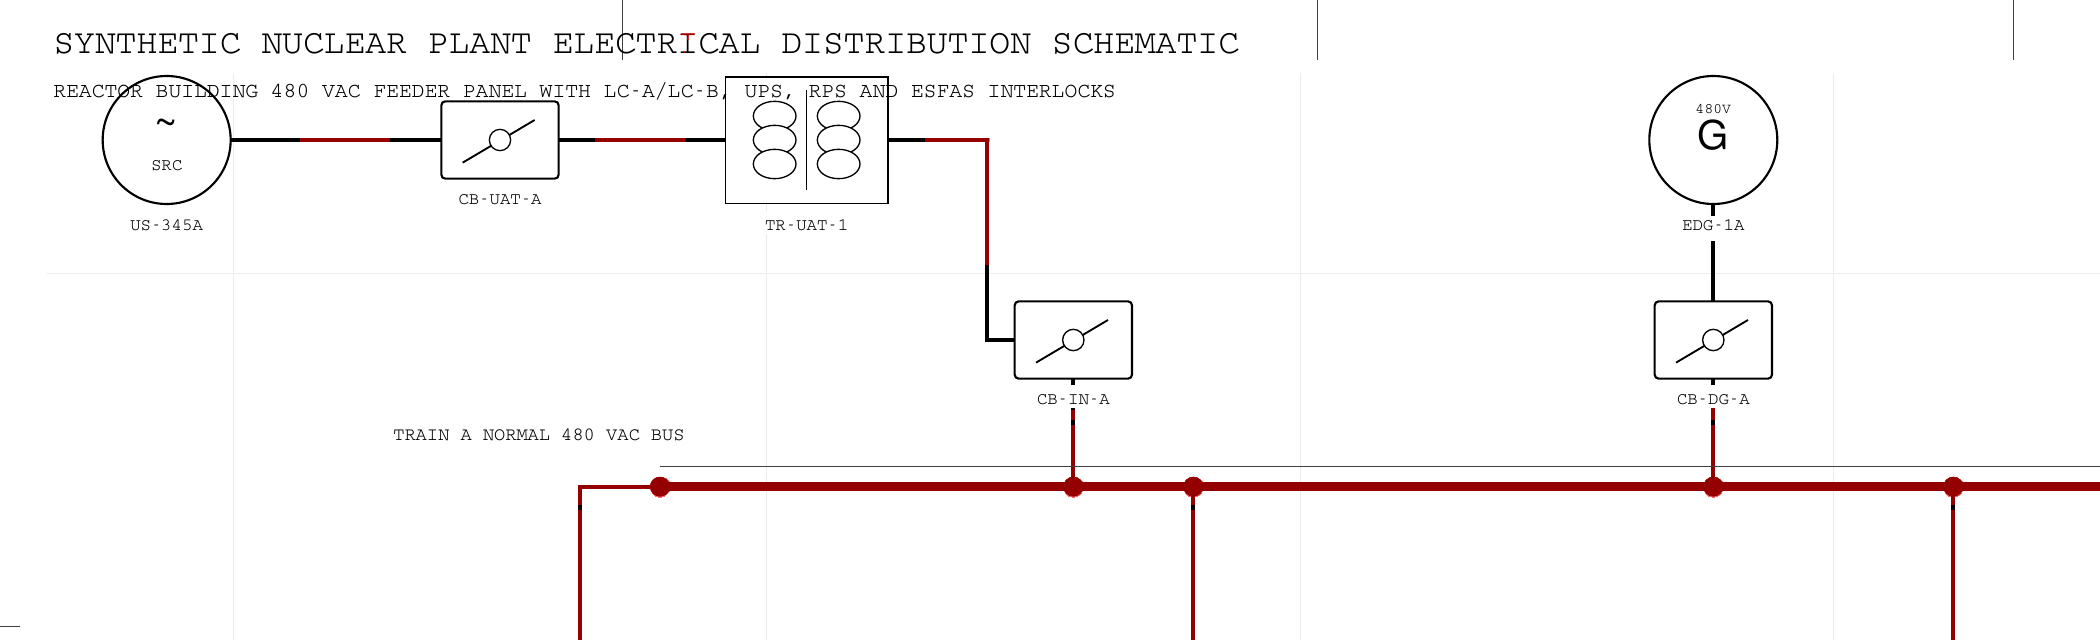 SYNTHETIC NUCLEAR PLANT ELECTRICAL DISTRIBUTION SCHEMATIC
REACTOR BUILDING 480 VAC FEEDER PANEL WITH LC-A/LC-B, UPS, RPS AND ESFAS INTERLOCKS
480V
G
~
SRC
CB-UAT-A
US-345A
TR-UAT-1
EDG-1A
CB-IN-A
CB-DG-A
TRAIN A NORMAL 480 VAC BUS